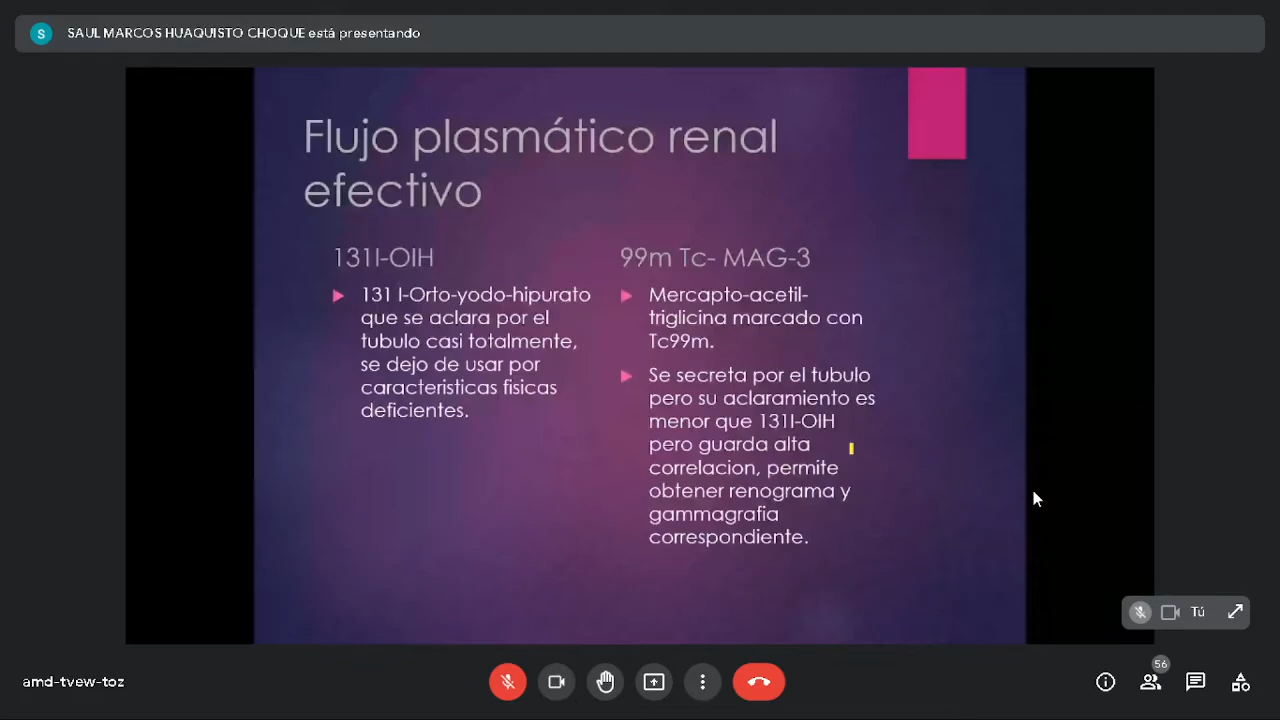 S
SAUL MARCOS HUAQUISTO CHOQUE está presentando
Flujo plasmático renal
efectivo
131I-OIH
131 I-Orto-yodo-hipurato
que se aclara por el
tubulo casi totalmente,
se dejo de usar por
caracteristicas fisicas
deficientes.
99m Tc- MAG-3
Mercapto-acetil-
triglicina marcado con
Tc99m.
Se secreta por el tubulo
pero su aclaramiento es
menor que 131I-OIH
pero guarda alta
correlacion, permite
obtener renograma y
gammagrafia
correspondiente.
Tú
amd-tvew-toz
56